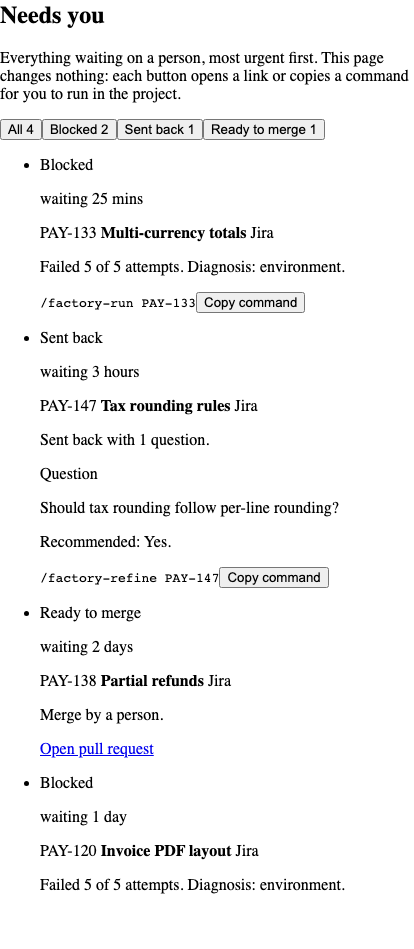 Needs you
Everything waiting on a person, most urgent first. This page
changes nothing: each button opens a link or copies a command
for you to run in the project.
All 4 Blocked 2 Sent back 1 Ready to merge 1
Blocked
waiting 25 mins
PAY-133 Multi-currency totals Jira
Failed 5 of 5 attempts. Diagnosis: environment.
/factory-run PAY-133 Copy command
Sent back
waiting 3 hours
PAY-147 Tax rounding rules Jira
Sent back with 1 question.
Question
Should tax rounding follow per-line rounding?
Recommended: Yes.
/factory-refine PAY-147 Copy command
Ready to merge
waiting 2 days
PAY-138 Partial refunds Jira
Merge by a person.
Open pull request
Blocked
waiting 1 day
PAY-120 Invoice PDF layout Jira
Failed 5 of 5 attempts. Diagnosis: environment.